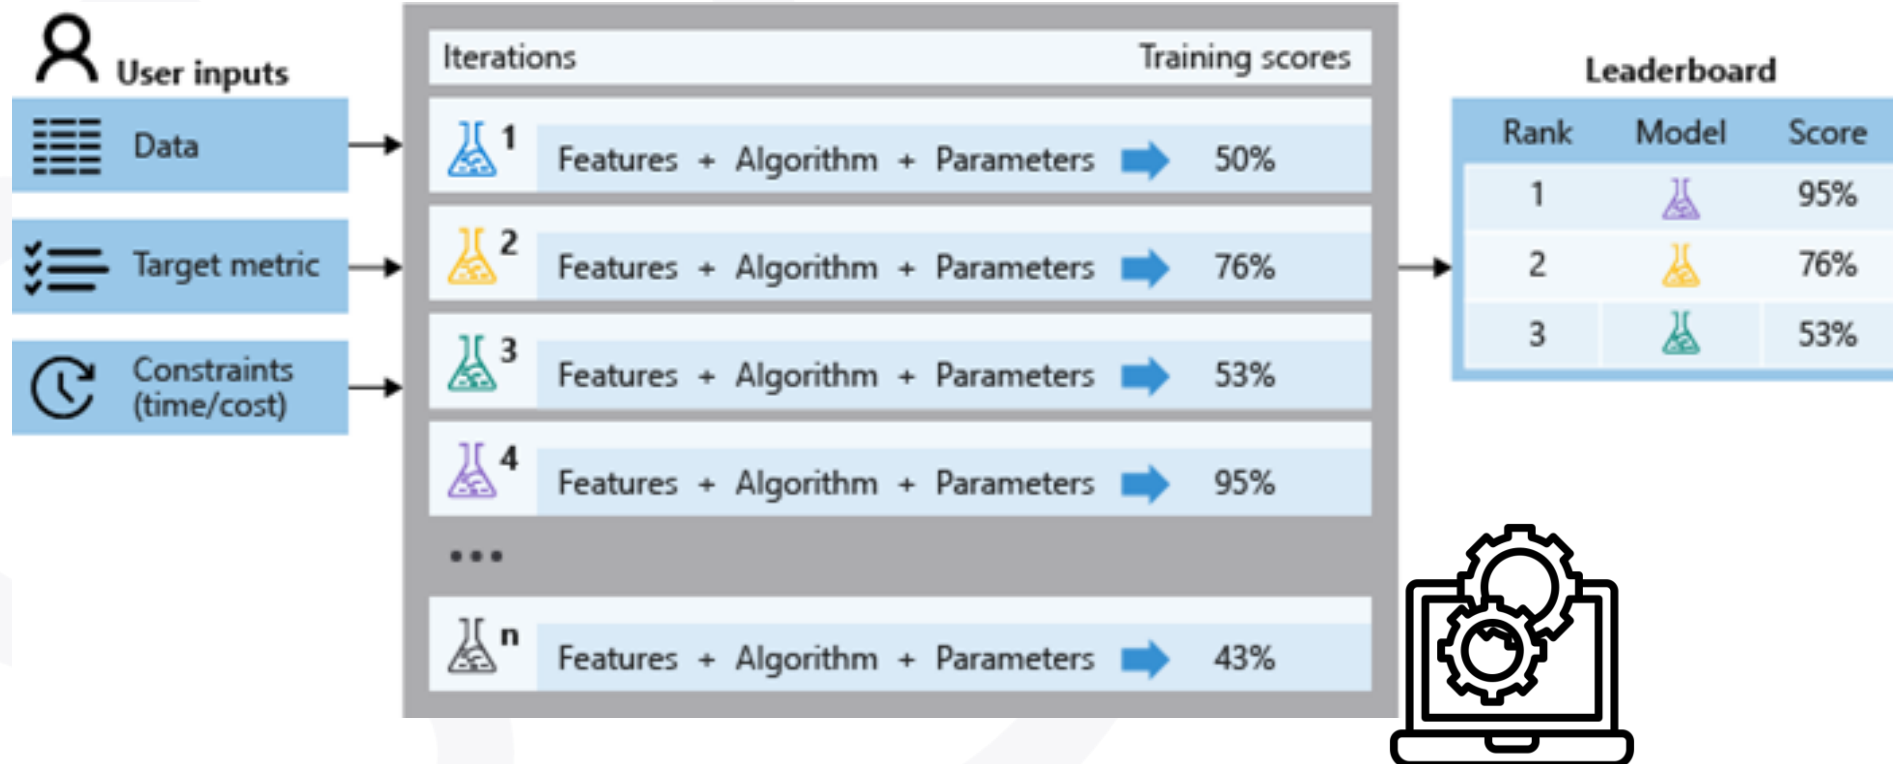 User inputs
Data
Target metric
Constraints
(time/cost)
Iterations Training scores
1 Features + Algorithm + Parameters 50%
2 Features + Algorithm + Parameters 76%
3 Features + Algorithm + Parameters 53%
4 Features + Algorithm + Parameters 95%
•••
n Features + Algorithm + Parameters 43%
Leaderboard
Rank Model Score
1 95%
2 76%
3 53%